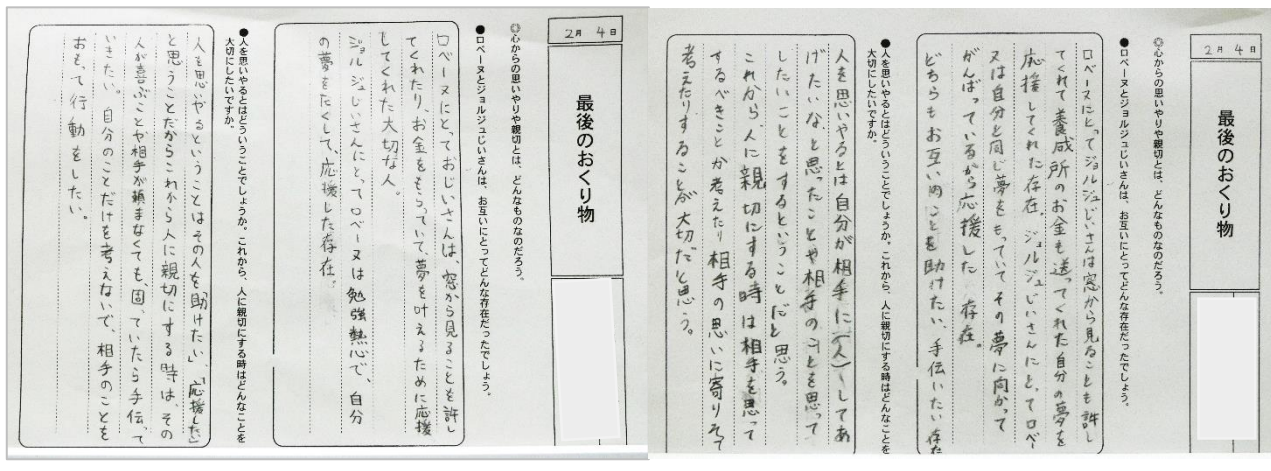 2月 4日
最後のおくり物
◎心からの思いやりや親切とは、どんなものなのだろう。
●ロベーヌとジョルジュじいさんは、お互いにとってどんな存在だったでしょう。
ロベーヌにとっておじいさんは、窓から見ることを許し
てくれたり、お金をもらっていて、夢を叶えるために応援
してくれた大切な人。
ジョルジュじいさんにとってロベーヌは勉強熱心で、自分
の夢をたくして、応援した存在。
●人を思いやるとはどういうことでしょうか。これから、人に親切にする時はどんなことを
大切にしたいですか。
人を思いやるということはその人を「助けたい」「応援したい」
と思うことだからこれから人に親切にする時は、その
人が喜ぶことや相手が頼まなくても、困っていたら手伝って
いきたい。自分のことだけを考えないで、相手のことを
おもって行動をしたい。
2月 4日
最後のおくり物
◎心からの思いやりや親切とは、どんなものなのだろう。
●ロベーヌとジョルジュじいさんは、お互いにとってどんな存在だったでしょう。
ロベーヌにとってジョルジュじいさんは窓から見ることも許し
てくれて養成所のお金も送ってくれた自分の夢を
応援してくれた存在。ジョルジュじいさんにとってロベー
ヌは自分と同じ夢をもっていてその夢に向かって
がんばっているから応援した存在。
どちらもお互いのことを助けたい、手伝いたい存在
●人を思いやるとはどういうことでしょうか。これから、人に親切にする時はどんなことを
大切にしたいですか。
人を思いやるとは自分が相手に(人)してあ
げたいな、と思ったことや相手のことを思って
したいことをするということだと思う。
これから、人に親切にする時は相手を思って
するべきことか考えたり相手の思いに寄りそって
考えたりすることが大切だと思う。